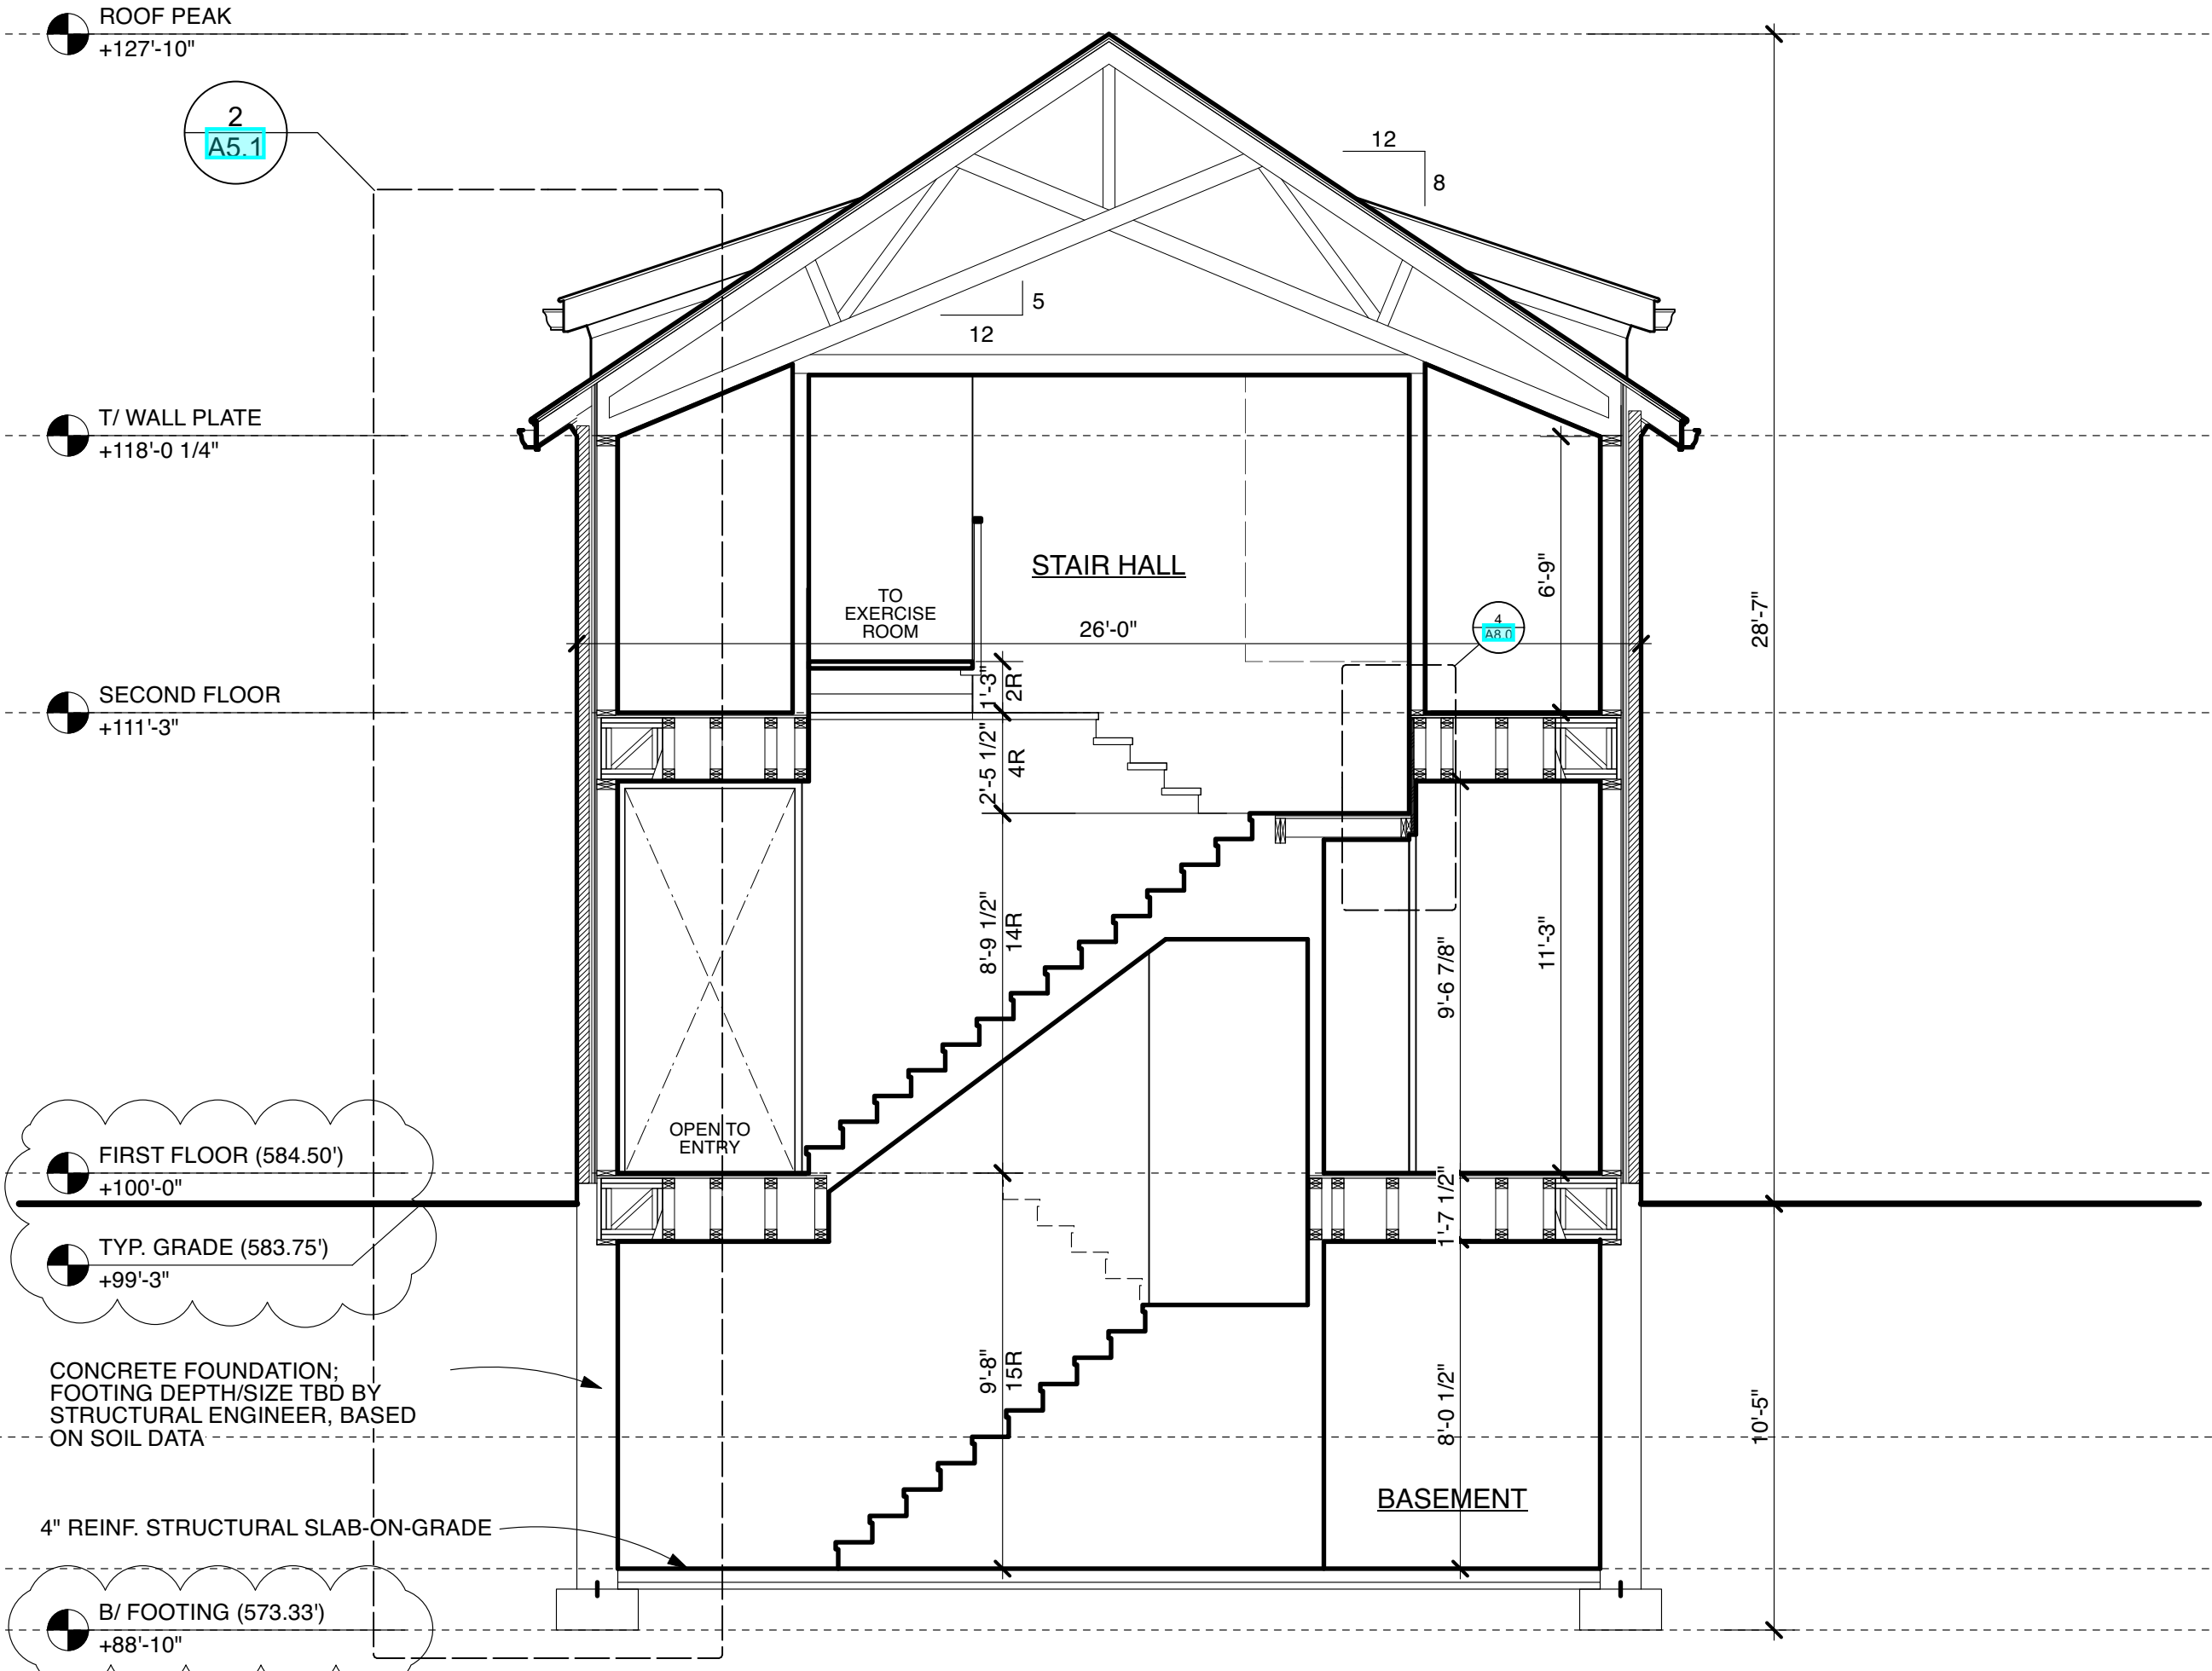 ROOF PEAK
+127'-10"
2
A5.1
12
8
5
12
T/ WALL PLATE
+118'-0 1/4"
STAIR HALL
TO
EXERCISE
ROOM
26'-0"
6'-9"
4
A8.0
28'-7"
SECOND FLOOR
+111'-3"
1'-3"
2R
2'-5 1/2"
4R
8'-9 1/2"
14R
9'-6 7/8"
11'-3"
OPEN TO
ENTRY
FIRST FLOOR (584.50')
+100'-0"
1'-7 1/2"
TYP. GRADE (583.75')
+99'-3"
CONCRETE FOUNDATION;
FOOTING DEPTH/SIZE TBD BY
STRUCTURAL ENGINEER, BASED
ON SOIL DATA
9'-8"
15R
8'-0 1/2"
10'-5"
BASEMENT
4" REINF. STRUCTURAL SLAB-ON-GRADE
B/ FOOTING (573.33')
+88'-10"